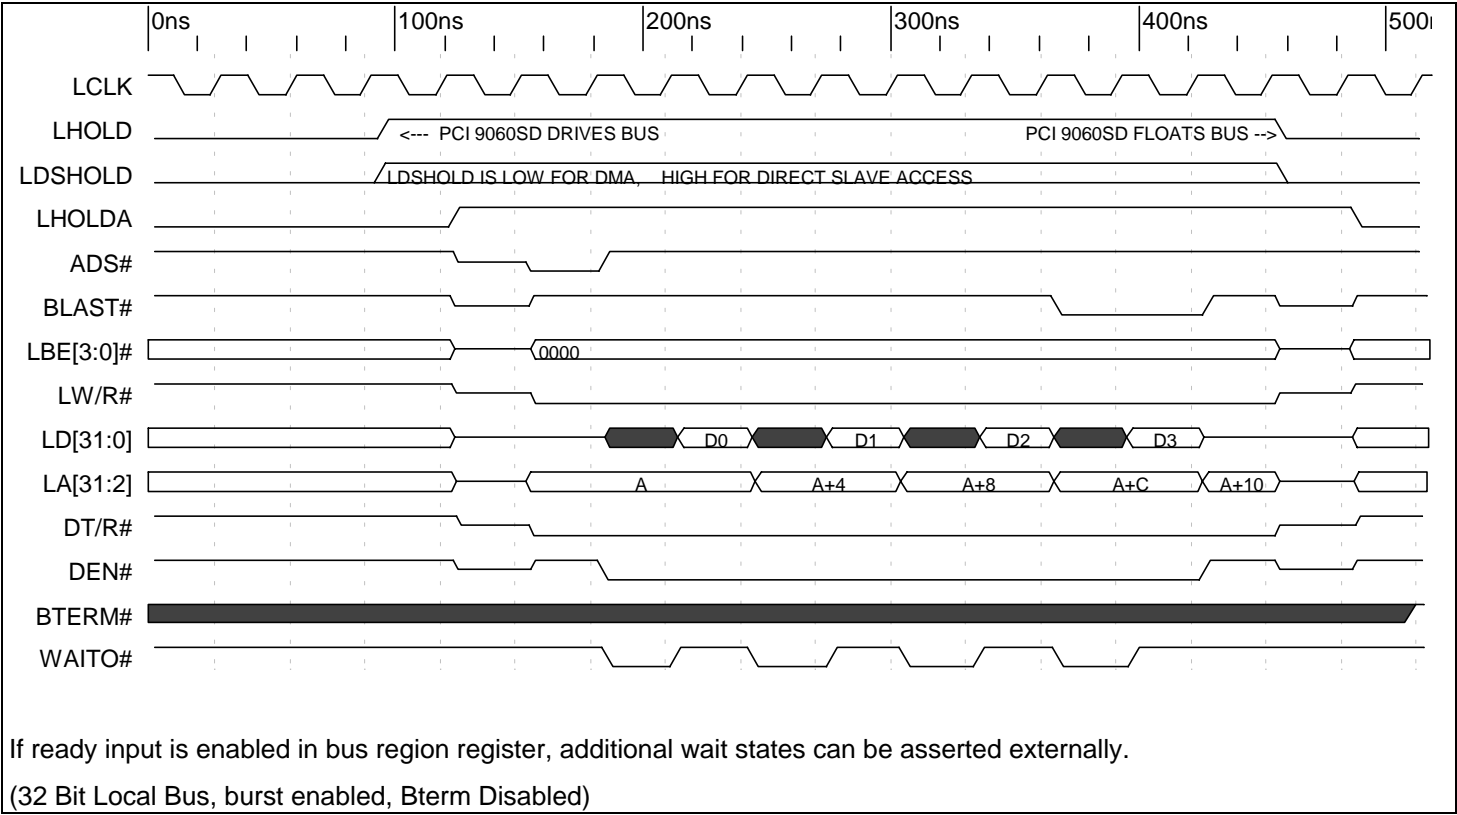 0ns 100ns 200ns 300ns 400ns 500
LCLK
LHOLD <--- PCI 9060SD DRIVES BUS PCI 9060SD FLOATS BUS -->
LDSHOLD LDSHOLD IS LOW FOR DMA, HIGH FOR DIRECT SLAVE ACCESS
LHOLDA
ADS#
BLAST#
LBE[3:0]# 0000
LW/R#
LD[31:0] D0 D1 D2 D3
LA[31:2] A A+4 A+8 A+C A+10
DT/R#
DEN#
BTERM#
WAITO#
If ready input is enabled in bus region register, additional wait states can be asserted externally.
(32 Bit Local Bus, burst enabled, Bterm Disabled)